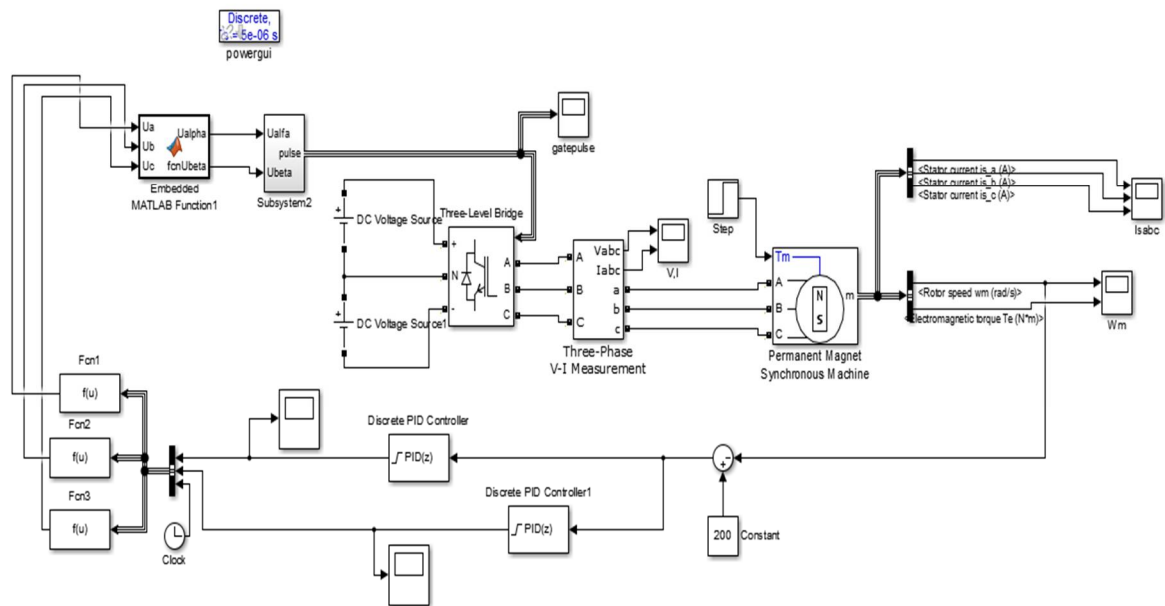 Discrete,
= 5e-06 s
powergui
Ua
Ub
Uc
Ualpha
fcnUbeta
Embedded
MATLAB Function1
Ualfa
pulse
Ubeta
Subsystem2
gatepulse
+
DC Voltage Source
+
DC Voltage Source1
Three-Level Bridge
+
N
-
A
B
C
A
B
C
Vabc
Iabc
a
b
c
Three-Phase
V-I Measurement
V,I
Step
Tm
A
B
C
N
S
m
Permanent Magnet
Synchronous Machine
<Stator current is_a (A)>
<Stator current is_b (A)>
<Stator current is_c (A)>
Isabc
<Rotor speed wm (rad/s)>
<Electromagnetic torque Te (N*m)>
Wm
Fcn1
f(u)
Fcn2
f(u)
Fcn3
f(u)
Clock
Discrete PID Controller
PID(z)
Discrete PID Controller1
PID(z)
-
+
200
Constant